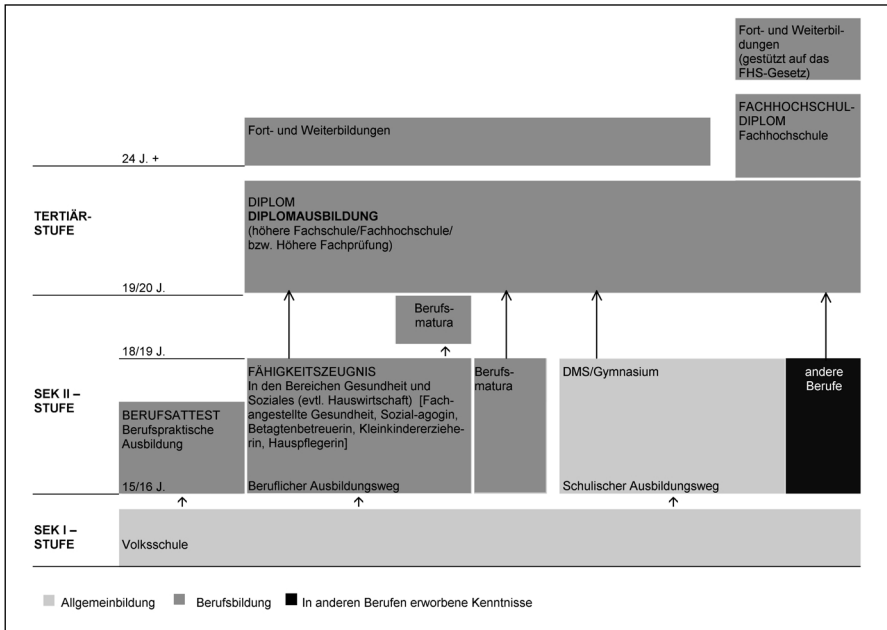 Fort- und Weiterbil-
dungen
(gestützt auf das
FHS-Gesetz)
FACHHOCHSCHUL-
DIPLOM
Fachhochschule
Fort- und Weiterbildungen
24 J. +
TERTIÄR-
STUFE
DIPLOM
DIPLOMAUSBILDUNG
(höhere Fachschule/Fachhochschule/
bzw. Höhere Fachprüfung)
19/20 J.
Berufs-
matura
18/19 J.
SEK II –
STUFE
BERUFSATTEST
Berufspraktische
Ausbildung
15/16 J.
FÄHIGKEITSZEUGNIS
In den Bereichen Gesundheit und
Soziales (evtl. Hauswirtschaft) [Fach-
angestellte Gesundheit, Sozial-agogin,
Betagtenbetreuerin, Kleinkindererziehe-
rin, Hauspflegerin]
Beruflicher Ausbildungsweg
Berufs-
matura
DMS/Gymnasium
Schulischer Ausbildungsweg
andere
Berufe
SEK I –
STUFE
Volksschule
Allgemeinbildung
Berufsbildung
In anderen Berufen erworbene Kenntnisse